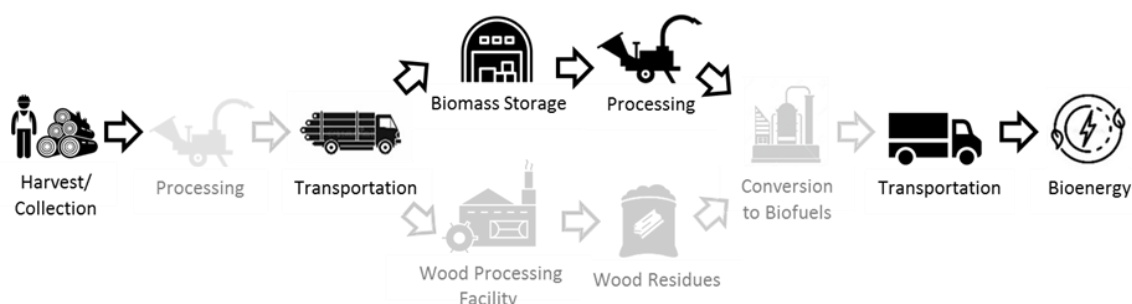 Harvest/
Collection
Processing
Transportation
Biomass Storage
Processing
Wood Processing
Facility
Wood Residues
Conversion
to Biofuels
Transportation
Bioenergy